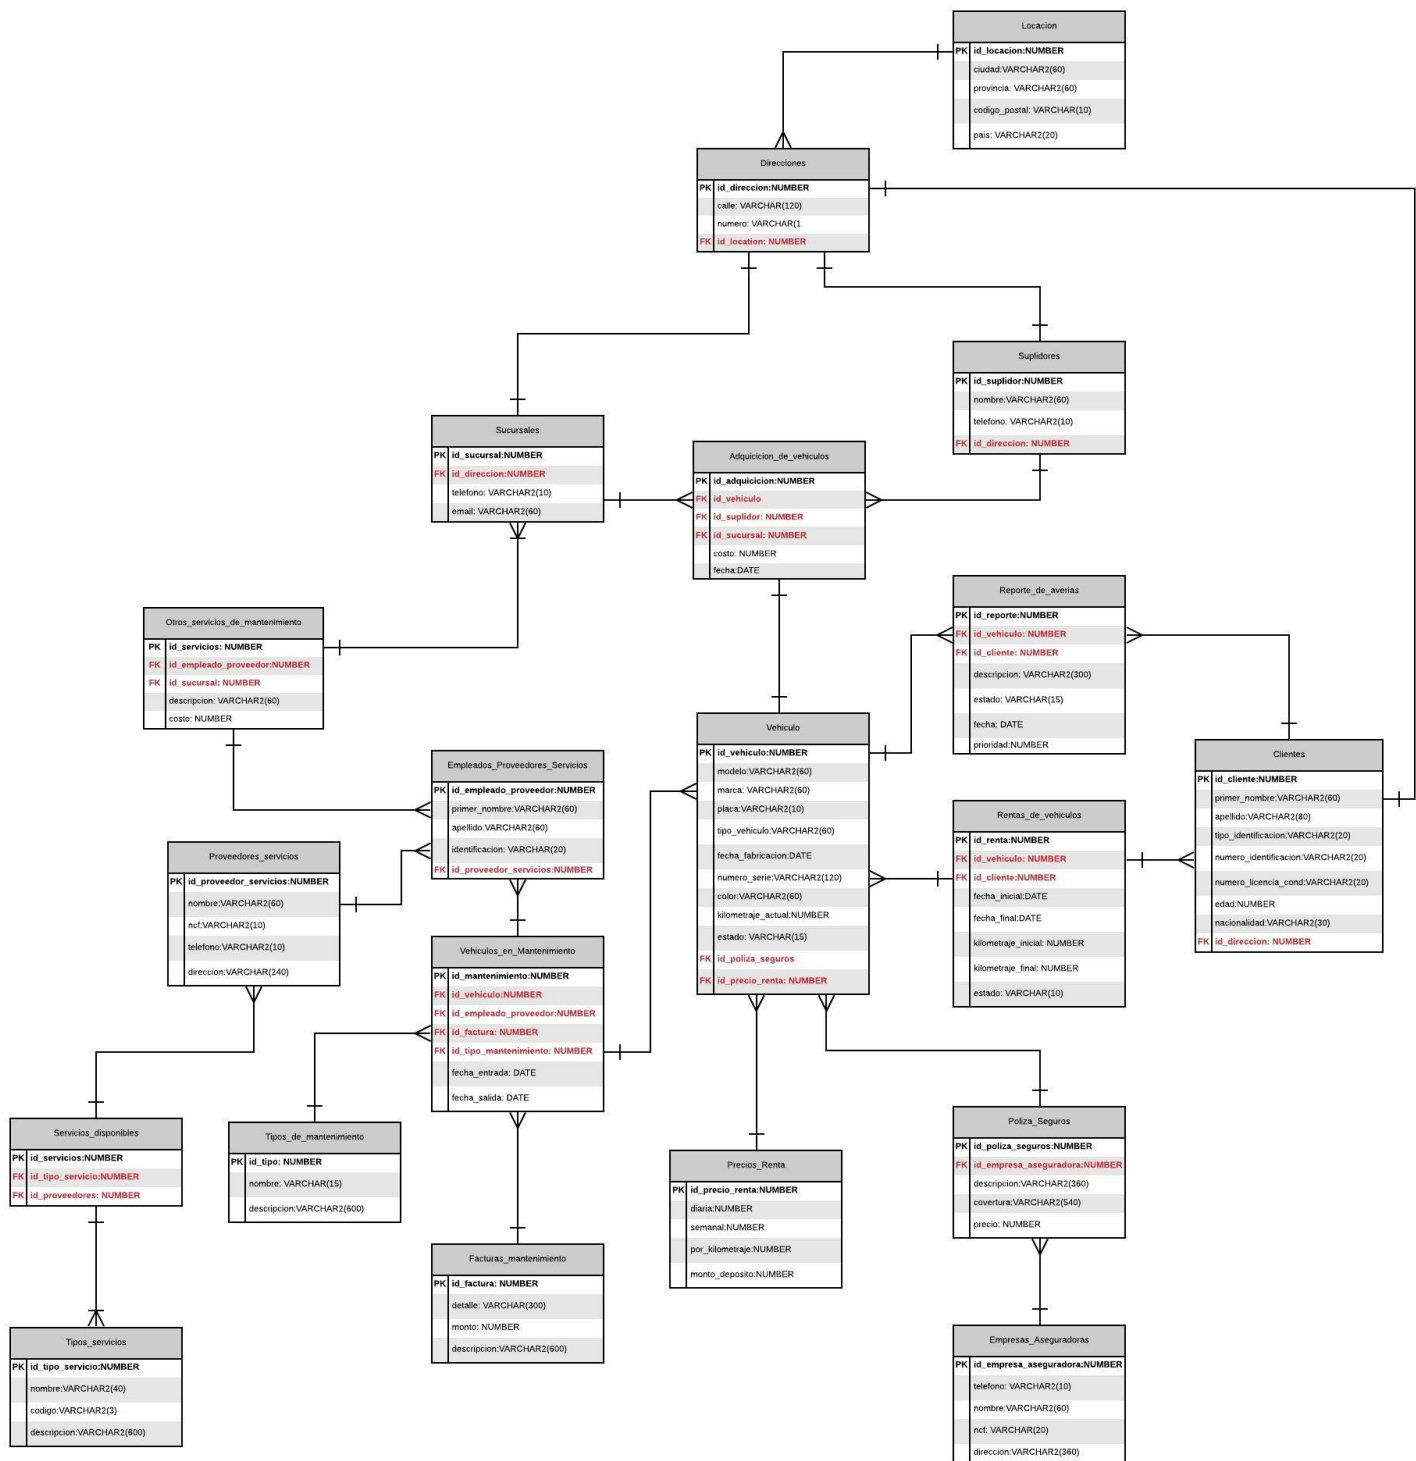 Locacion
PK id_locacion:NUMBER
ciudad:VARCHAR2(60)
provincia: VARCHAR2(60)
codigo_postal: VARCHAR(10)
pais: VARCHAR2(20)
Direcciones
PK id_direccion:NUMBER
calle: VARCHAR(120)
numero: VARCHAR(1
FK id_location: NUMBER
Suplidores
PK id_suplidor:NUMBER
nombre:VARCHAR2(60)
telefono: VARCHAR2(10)
FK id_direccion: NUMBER
Sucursales
PK id_sucursal:NUMBER
FK id_direccion:NUMBER
telefono: VARCHAR2(10)
email: VARCHAR2(60)
Adquicicion_de_vehiculos
PK id_adquicicion:NUMBER
FK id_vehiculo
FK id_suplidor: NUMBER
FK id_sucursal: NUMBER
costo: NUMBER
fecha:DATE
Reporte_de_averias
PK id_reporte:NUMBER
FK id_vehiculo: NUMBER
FK id_cliente: NUMBER
descripcion: VARCHAR2(300)
estado: VARCHAR(15)
fecha: DATE
prioridad:NUMBER
Otros_servicios_de_mantenimiento
PK id_servicios: NUMBER
FK id_empleado_proveedor:NUMBER
FK id_sucursal: NUMBER
descripcion: VARCHAR2(60)
costo: NUMBER
Vehiculo
PK id_vehiculo:NUMBER
modelo:VARCHAR2(60)
marca: VARCHAR2(60)
placa:VARCHAR2(10)
tipo_vehiculo:VARCHAR2(60)
fecha_fabricacion:DATE
numero_serie:VARCHAR2(120)
color:VARCHAR2(60)
kilometraje_actual:NUMBER
estado: VARCHAR(15)
FK id_poliza_seguros
FK id_precio_renta: NUMBER
Clientes
PK id_cliente:NUMBER
primer_nombre:VARCHAR2(60)
apellido:VARCHAR2(80)
tipo_identificacion:VARCHAR2(20)
numero_identificacion:VARCHAR2(20)
numero_licencia_cond:VARCHAR2(20)
edad:NUMBER
nacionalidad:VARCHAR2(30)
FK id_direccion: NUMBER
Empleados_Proveedores_Servicios
PK id_empleado_proveedor:NUMBER
primer_nombre:VARCHAR2(60)
apellido:VARCHAR2(60)
identificacion: VARCHAR(20)
FK id_proveedor_servicios:NUMBER
Rentas_de_vehiculos
PK id_renta:NUMBER
FK id_vehiculo: NUMBER
FK id_cliente:NUMBER
fecha_inicial:DATE
fecha_final:DATE
kilometraje_inicial: NUMBER
kilometraje_final: NUMBER
estado: VARCHAR(10)
Proveedores_servicios
PK id_proveedor_servicios:NUMBER
nombre:VARCHAR2(60)
ncf:VARCHAR2(10)
telefono:VARCHAR2(10)
direccion:VARCHAR(240)
Vehiculos_en_Mantenimiento
PK id_mantenimiento:NUMBER
FK id_vehiculo:NUMBER
FK id_empleado_proveedor:NUMBER
FK id_factura: NUMBER
FK id_tipo_mantenimiento: NUMBER
fecha_entrada: DATE
fecha_salida: DATE
Servicios_disponibles
PK id_servicios:NUMBER
FK id_tipo_servicio:NUMBER
FK id_proveedores: NUMBER
Tipos_de_mantenimiento
PK id_tipo: NUMBER
nombre: VARCHAR(15)
descripcion:VARCHAR2(600)
Poliza_Seguros
PK id_poliza_seguros:NUMBER
FK id_empresa_aseguradora:NUMBER
descripcion:VARCHAR2(360)
covertura:VARCHAR2(540)
precio: NUMBER
Precios_Renta
PK id_precio_renta:NUMBER
diaria:NUMBER
semanal:NUMBER
por_kilometraje:NUMBER
monto_deposito:NUMBER
Facturas_mantenimiento
PK id_factura: NUMBER
detalle: VARCHAR(300)
monto: NUMBER
descripcion:VARCHAR2(600)
Tipos_servicios
PK id_tipo_servicio:NUMBER
nombre:VARCHAR2(40)
codigo:VARCHAR2(3)
descripcion:VARCHAR2(600)
Empresas_Aseguradoras
PK id_empresa_aseguradora:NUMBER
telefono: VARCHAR2(10)
nombre:VARCHAR2(60)
ncf: VARCHAR(20)
direccion:VARCHAR2(360)